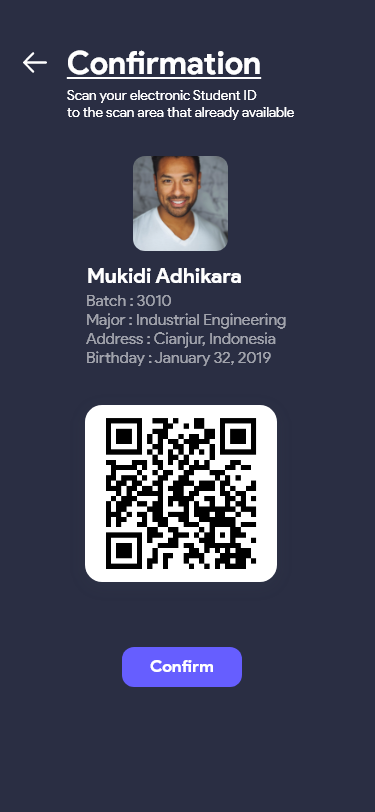 Confirmation
Scan your electronic Student ID
to the scan area that already available
Mukidi Adhikara
Batch : 3010
Major : Industrial Engineering
Address : Cianjur, Indonesia
Birthday : January 32, 2019
Confirm